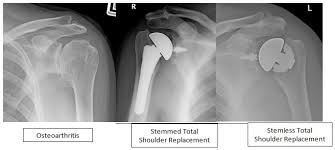 R
L
Osteoarthritis
Stemmed Total
Shoulder Replacement
Stemless Total
Shoulder Replacement